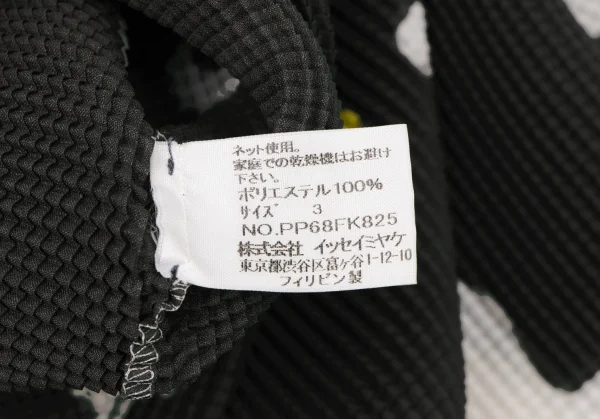 ネット使用。
家庭での乾燥機はお避け
下さい。
ポリエステル100%
サイズ 3
NO.PP68FK825
株式会社 イッセイミヤケ
東京都渋谷区富ヶ谷1-12-10
フィリピン製